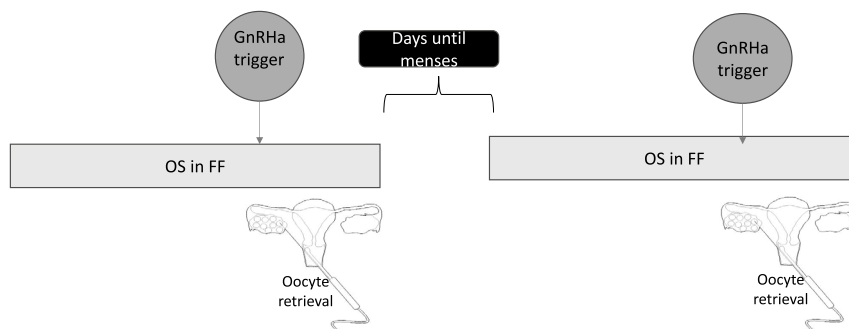 GnRHa
trigger
Days until
menses
GnRHa
trigger
OS in FF
OS in FF
Oocyte
retrieval
Oocyte
retrieval